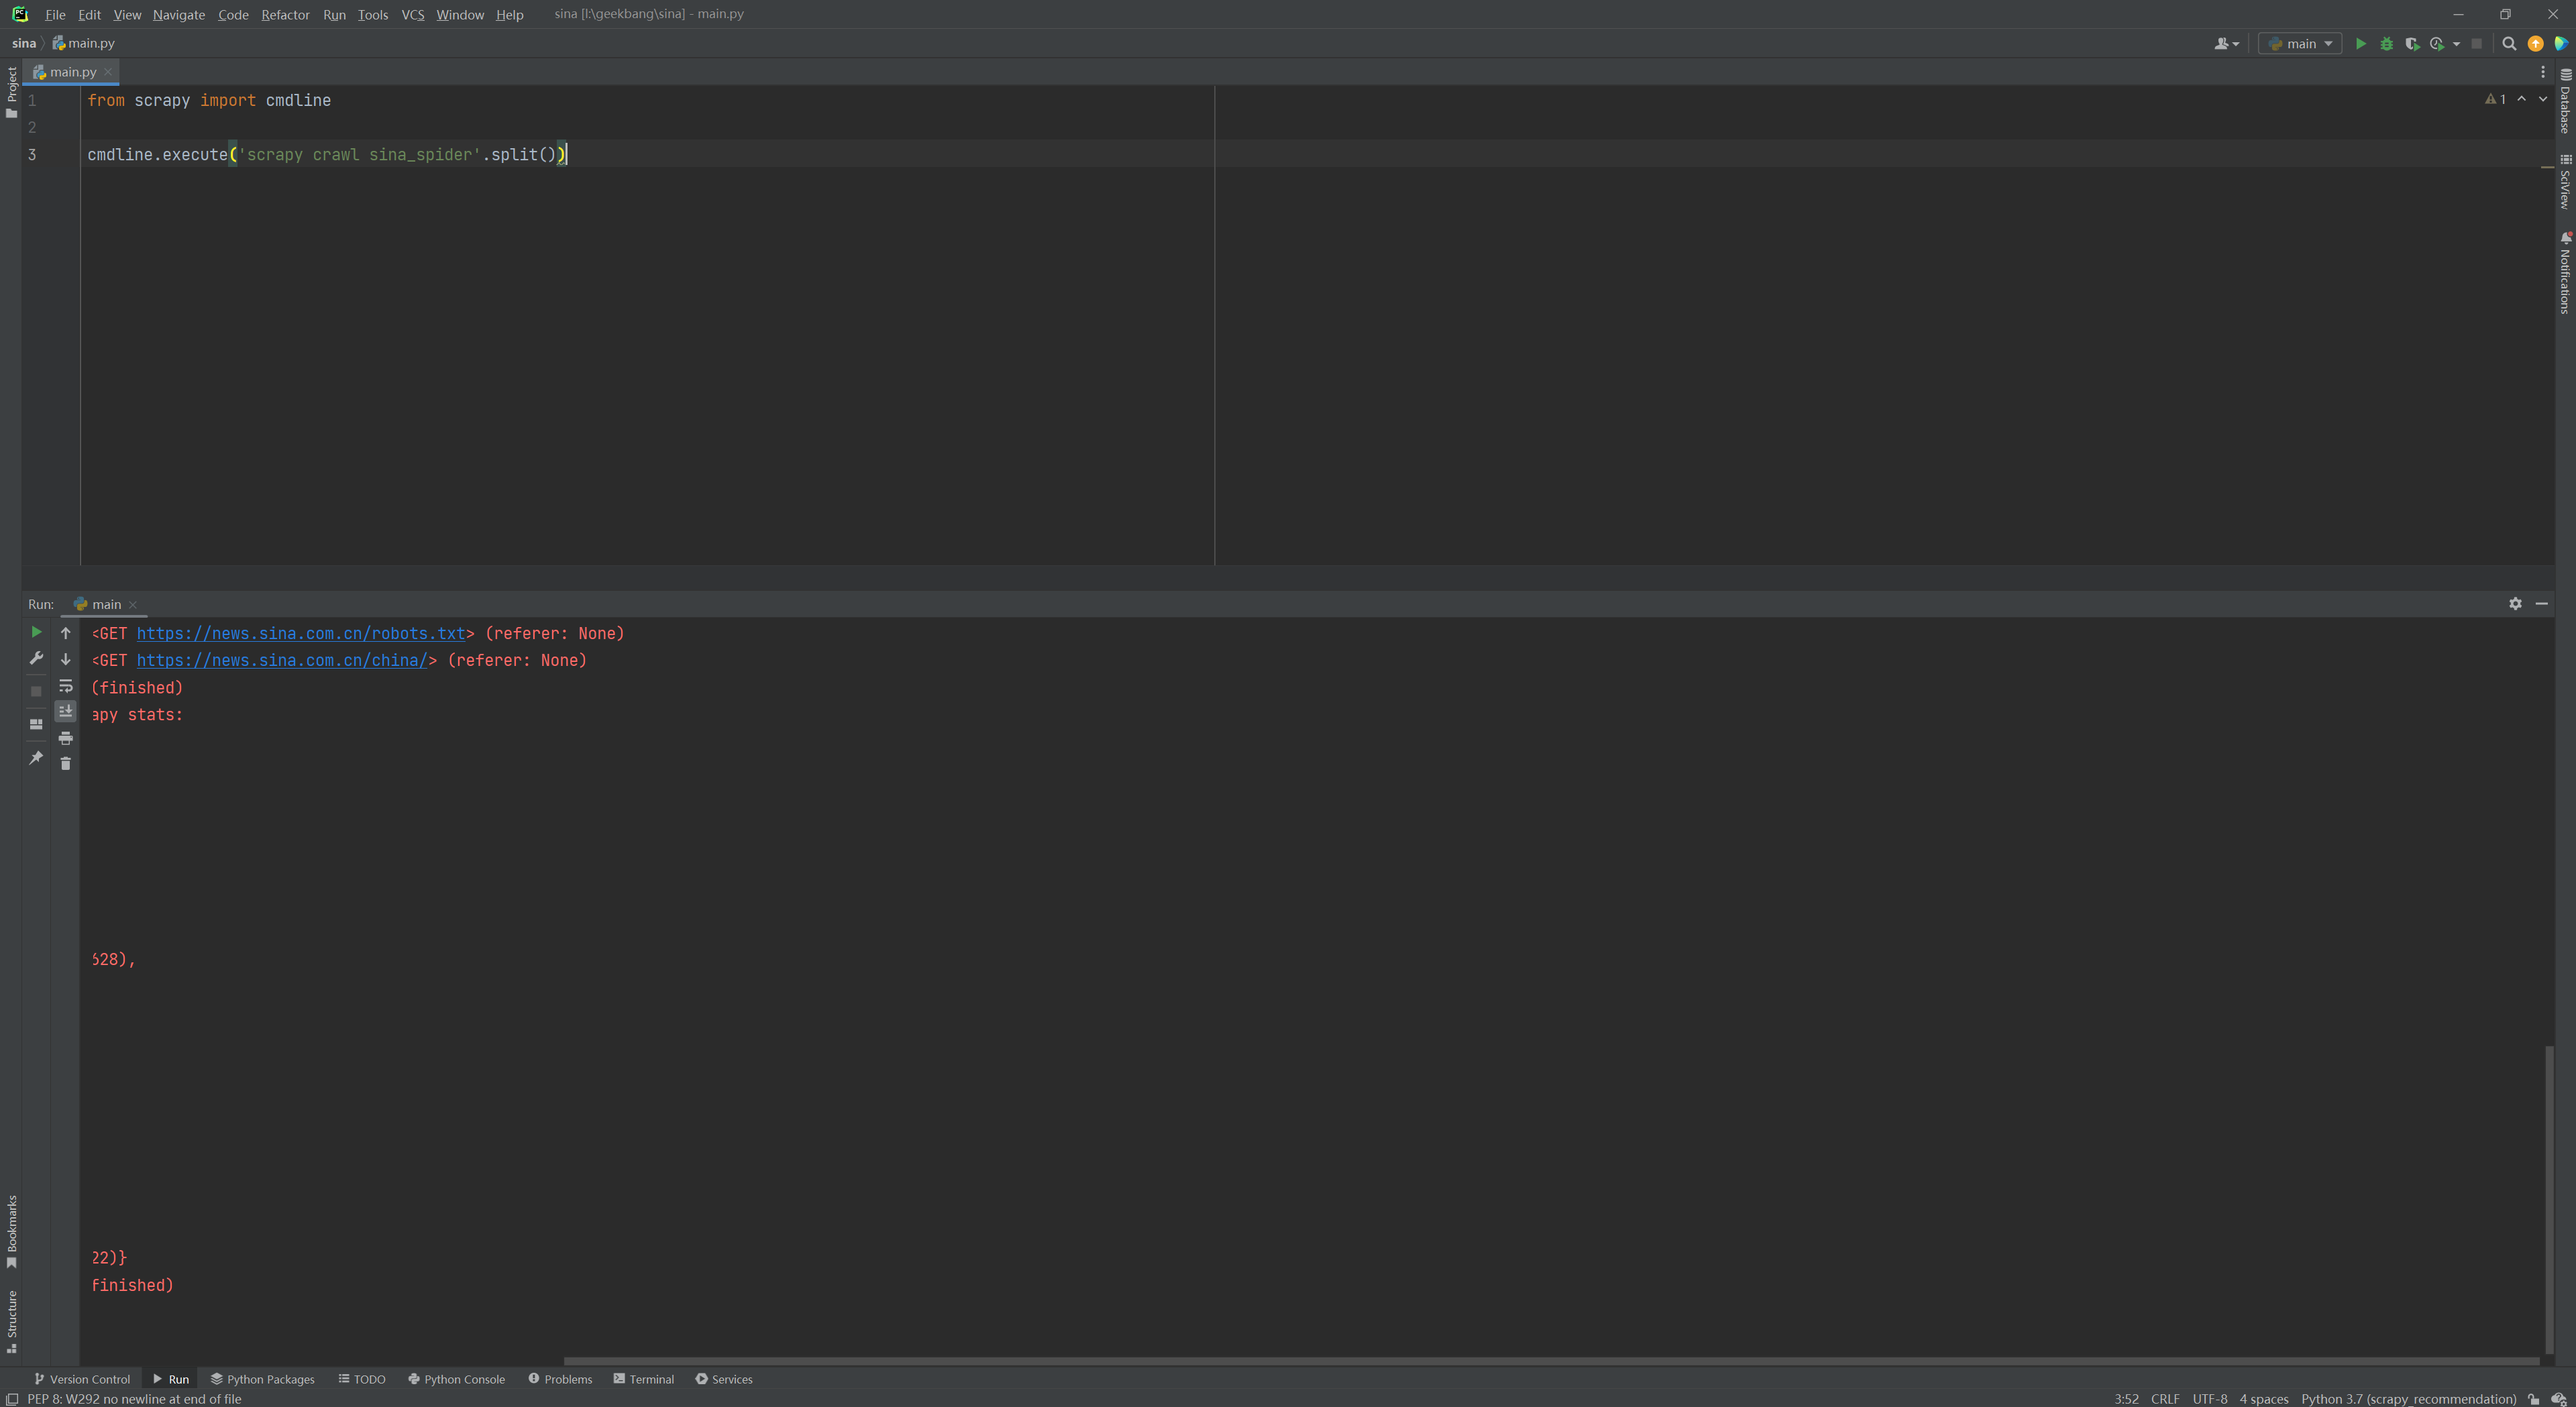 File Edit View Navigate Code Refactor Run Tools VCS Window Help sina [I:\geekbang\sina] - main.py
sina main.py main
main.py
Project
1 from scrapy import cmdline
2
3 cmdline.execute('scrapy crawl sina_spider'.split())
1
Database
SciView
Notifications
Run: main
<GET https://news.sina.com.cn/robots.txt> (referer: None)
<GET https://news.sina.com.cn/china/> (referer: None)
(finished)
apy stats:
628),
22)}
finished)
Bookmarks
Structure
Version Control Run Python Packages TODO Python Console Problems Terminal Services
PEP 8: W292 no newline at end of file 3:52 CRLF UTF-8 4 spaces Python 3.7 (scrapy_recommendation)